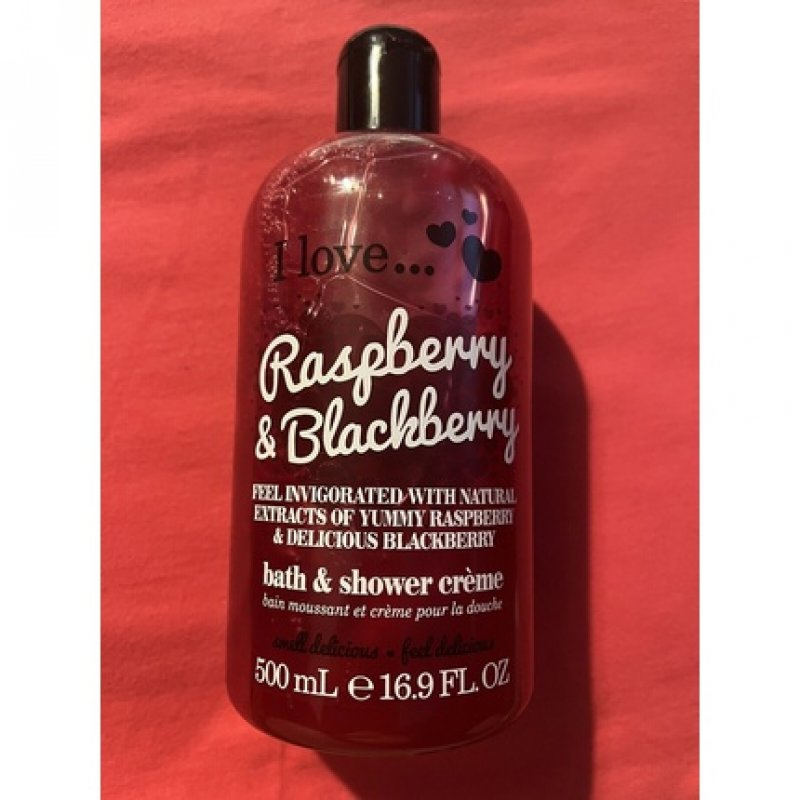 I love...
Raspberry
& Blackberry
FEEL INVIGORATED WITH NATURAL
EXTRACTS OF YUMMY RASPBERRY
& DELICIOUS BLACKBERRY
bath & shower crème
bain moussant et crème pour la douche
smell delicious • feel delicious
500 mL ℮ 16.9 FL. OZ